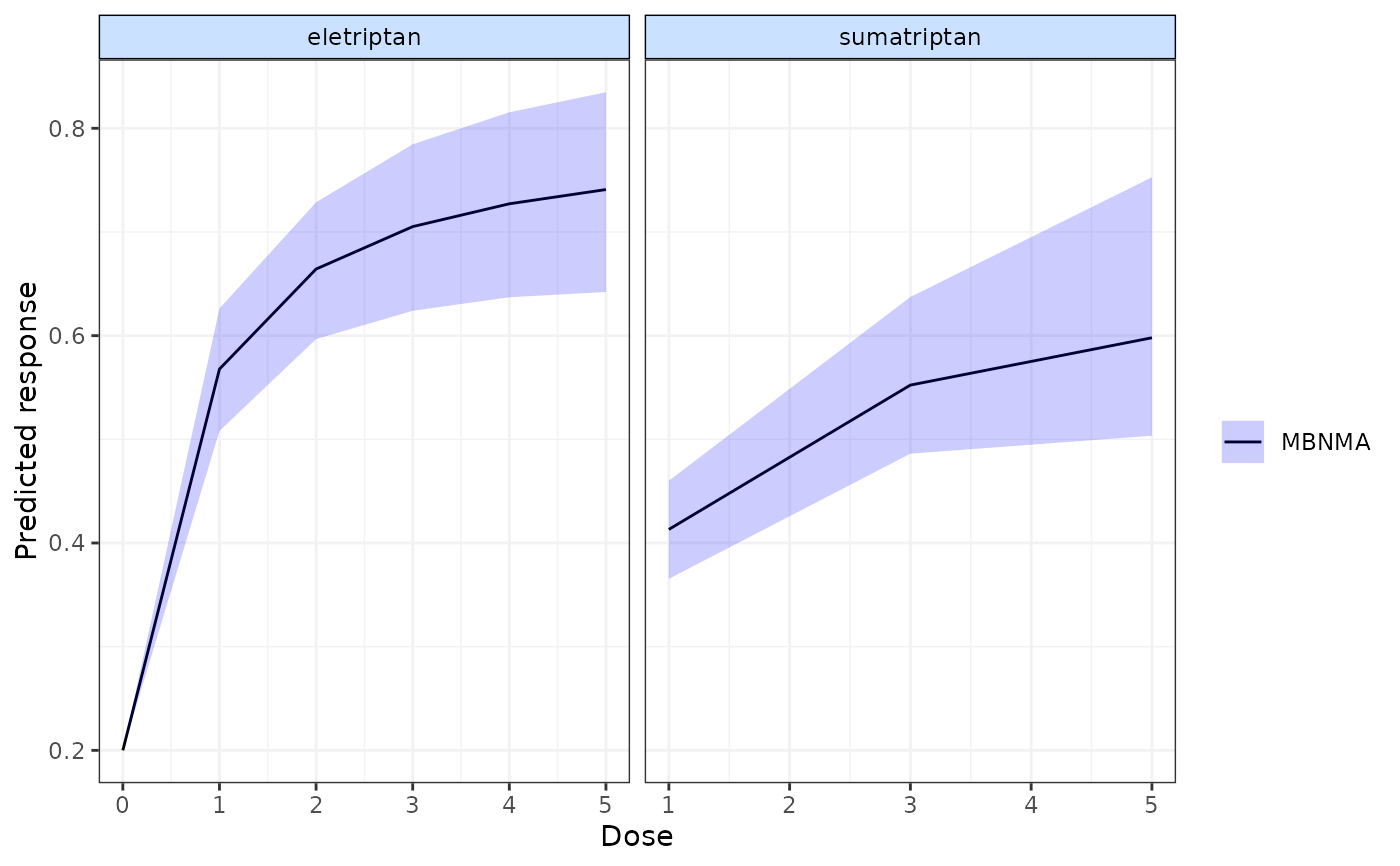 eletriptan
sumatriptan
Predicted response
0.8
0.6
0.4
0.2
0 1 2 3 4 5
1 2 3 4 5
Dose
MBNMA